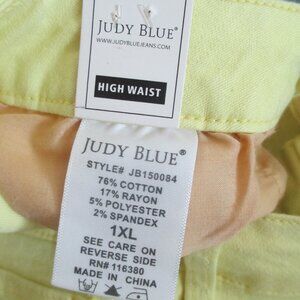 JUDY BLUE®
WWW.JUDYBLUEJEANS.COM
HIGH WAIST
JUDY BLUE®
STYLE# JB150084
76% COTTON
17% RAYON
5% POLYESTER
2% SPANDEX
1XL
SEE CARE ON
REVERSE SIDE
RN# 116380
MADE IN CHINA